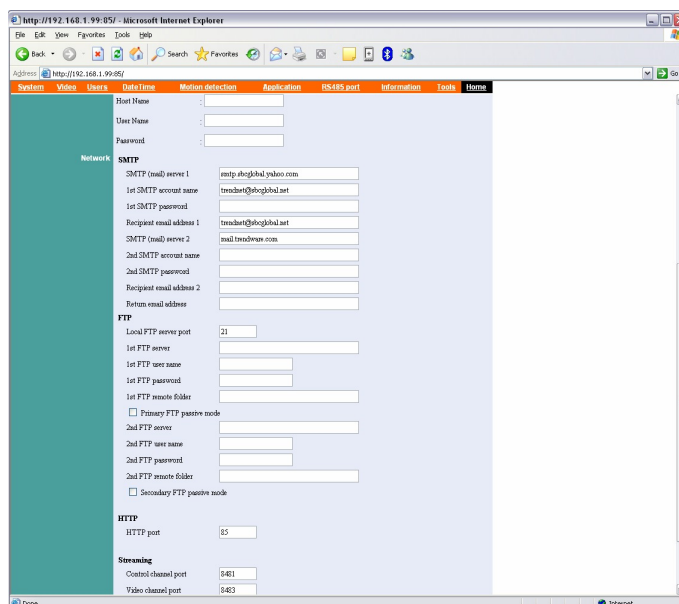 http://192.168.1.99:85/ - Microsoft Internet Explorer
File Edit View Favorites Tools Help
Back Search Favorites
Address http://192.168.1.99:85/ Go
System Video Users DateTime Motion detection Application RS485 port Information Tools Home
Host Name :
User Name :
Password :
Network SMTP
SMTP (mail) server 1 smtp.sbcglobal.yahoo.com
1st SMTP account name trendnet@sbcglobal.net
1st SMTP password
Recipient email address 1 trendnet@sbcglobal.net
SMTP (mail) server 2 mail.trendware.com
2nd SMTP account name
2nd SMTP password
Recipient email address 2
Return email address
FTP
Local FTP server port 21
1st FTP server
1st FTP user name
1st FTP password
1st FTP remote folder
Primary FTP passive mode
2nd FTP server
2nd FTP user name
2nd FTP password
2nd FTP remote folder
Secondary FTP passive mode
HTTP
HTTP port 85
Streaming
Control channel port 8481
Video channel port 8483
Done Internet